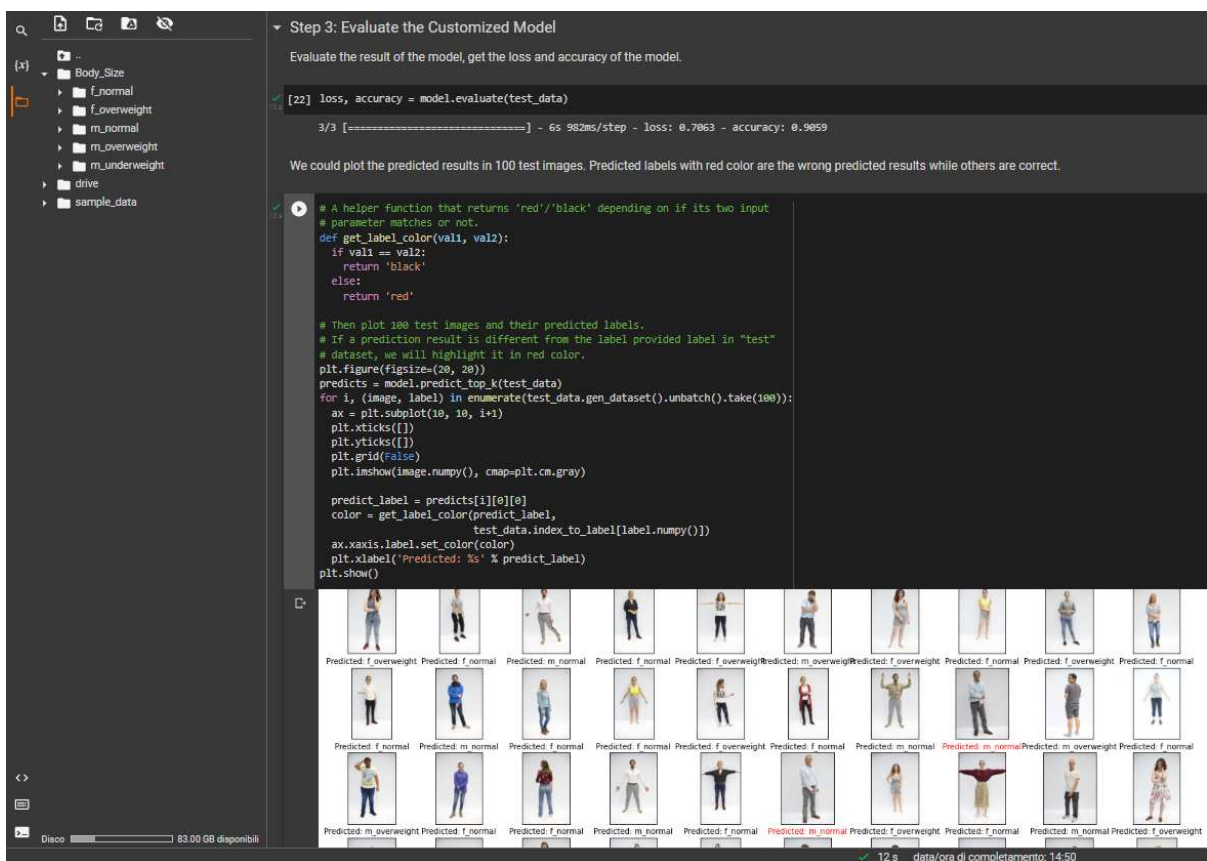 {x}
..
Body_Size
f_normal
f_overweight
m_normal
m_overweight
m_underweight
drive
sample_data
<>
Disco
83.00 GB disponibili
Step 3: Evaluate the Customized Model
Evaluate the result of the model, get the loss and accuracy of the model.
[22] loss, accuracy = model.evaluate(test_data)
3/3 [==============================] - 6s 982ms/step - loss: 0.7063 - accuracy: 0.9059
We could plot the predicted results in 100 test images. Predicted labels with red color are the wrong predicted results while others are correct.
# A helper function that returns 'red'/'black' depending on if its two input
# parameter matches or not.
def get_label_color(val1, val2):
  if val1 == val2:
    return 'black'
  else:
    return 'red'
# Then plot 100 test images and their predicted labels.
# If a prediction result is different from the label provided label in "test"
# dataset, we will highlight it in red color.
plt.figure(figsize=(20, 20))
predicts = model.predict_top_k(test_data)
for i, (image, label) in enumerate(test_data.gen_dataset().unbatch().take(100)):
  ax = plt.subplot(10, 10, i+1)
  plt.xticks([])
  plt.yticks([])
  plt.grid(False)
  plt.imshow(image.numpy(), cmap=plt.cm.gray)
  predict_label = predicts[i][0][0]
  color = get_label_color(predict_label,
                          test_data.index_to_label[label.numpy()])
  ax.xaxis.label.set_color(color)
  plt.xlabel('Predicted: %s' % predict_label)
plt.show()
Predicted: f_overweight Predicted: f_normal Predicted: m_normal Predicted: f_normal Predicted: f_overweight Predicted: m_overweight Predicted: f_overweight Predicted: f_normal Predicted: f_overweight Predicted: f_normal
Predicted: f_normal Predicted: m_normal Predicted: f_normal Predicted: f_normal Predicted: f_overweight Predicted: f_normal Predicted: m_normal Predicted: m_normal Predicted: m_overweight Predicted: f_normal
Predicted: m_overweight Predicted: f_normal Predicted: f_normal Predicted: m_normal Predicted: f_normal Predicted: m_normal Predicted: f_overweight Predicted: f_normal Predicted: m_normal Predicted: f_overweight
12 s data/ora di completamento: 14:50